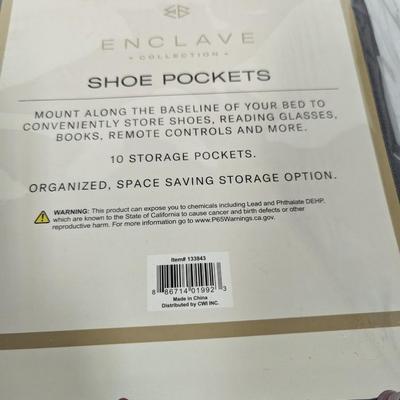 ENCLAVE
• COLLECTION •
SHOE POCKETS
MOUNT ALONG THE BASELINE OF YOUR BED TO
CONVENIENTLY STORE SHOES, READING GLASSES,
BOOKS, REMOTE CONTROLS AND MORE.
10 STORAGE POCKETS.
ORGANIZED, SPACE SAVING STORAGE OPTION.
WARNING: This product can expose you to chemicals including Lead and Phthalate DEHP,
which are known to the State of California to cause cancer and birth defects or other
reproductive harm. For more information go to www.P65Warnings.ca.gov.
Item# 133843
8 86714 01992 3
Made in China
Distributed by CWI INC.